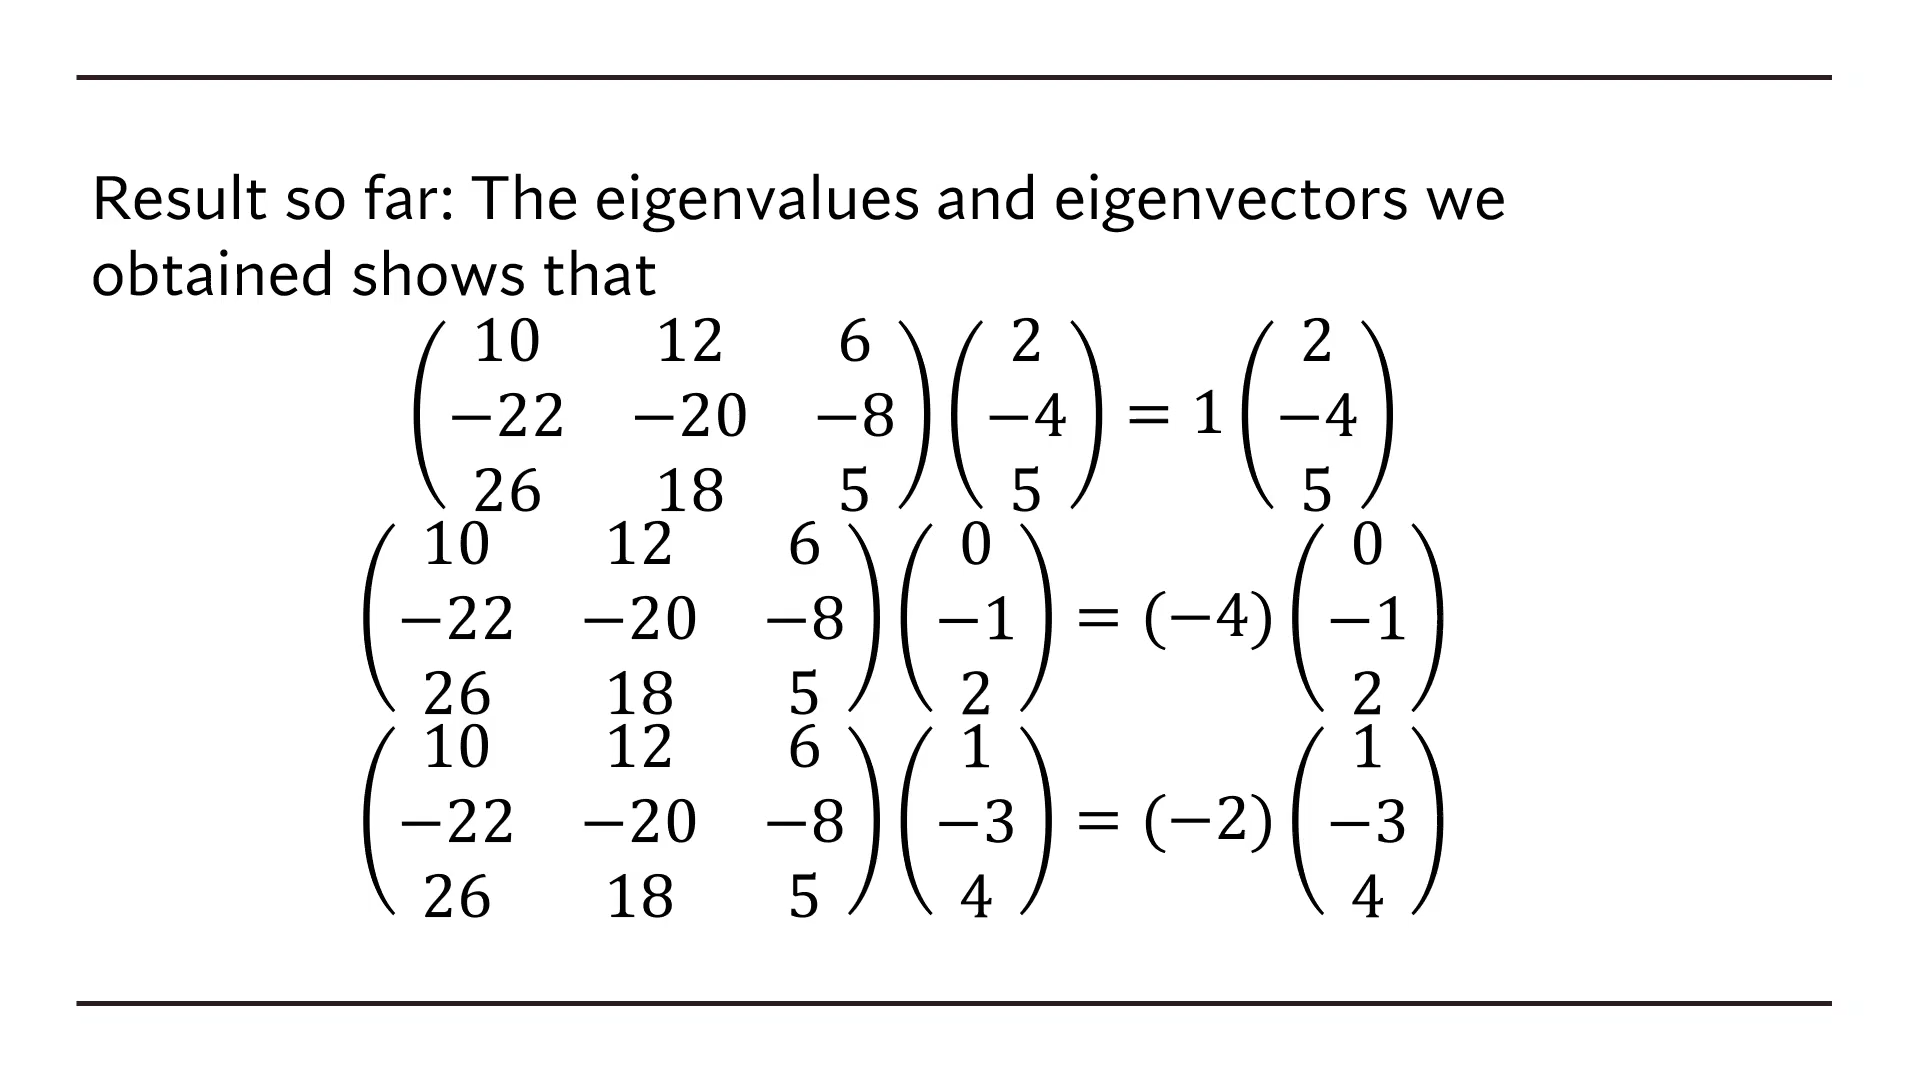 Result so far: The eigenvalues and eigenvectors we
obtained shows that
10 12 6 2 2
−22 −20 −8 −4 = 1 −4
26 18 5 5 5
10 12 6 0 0
−22 −20 −8 −1 = (−4) −1
26 18 5 2 2
10 12 6 1 1
−22 −20 −8 −3 = (−2) −3
26 18 5 4 4